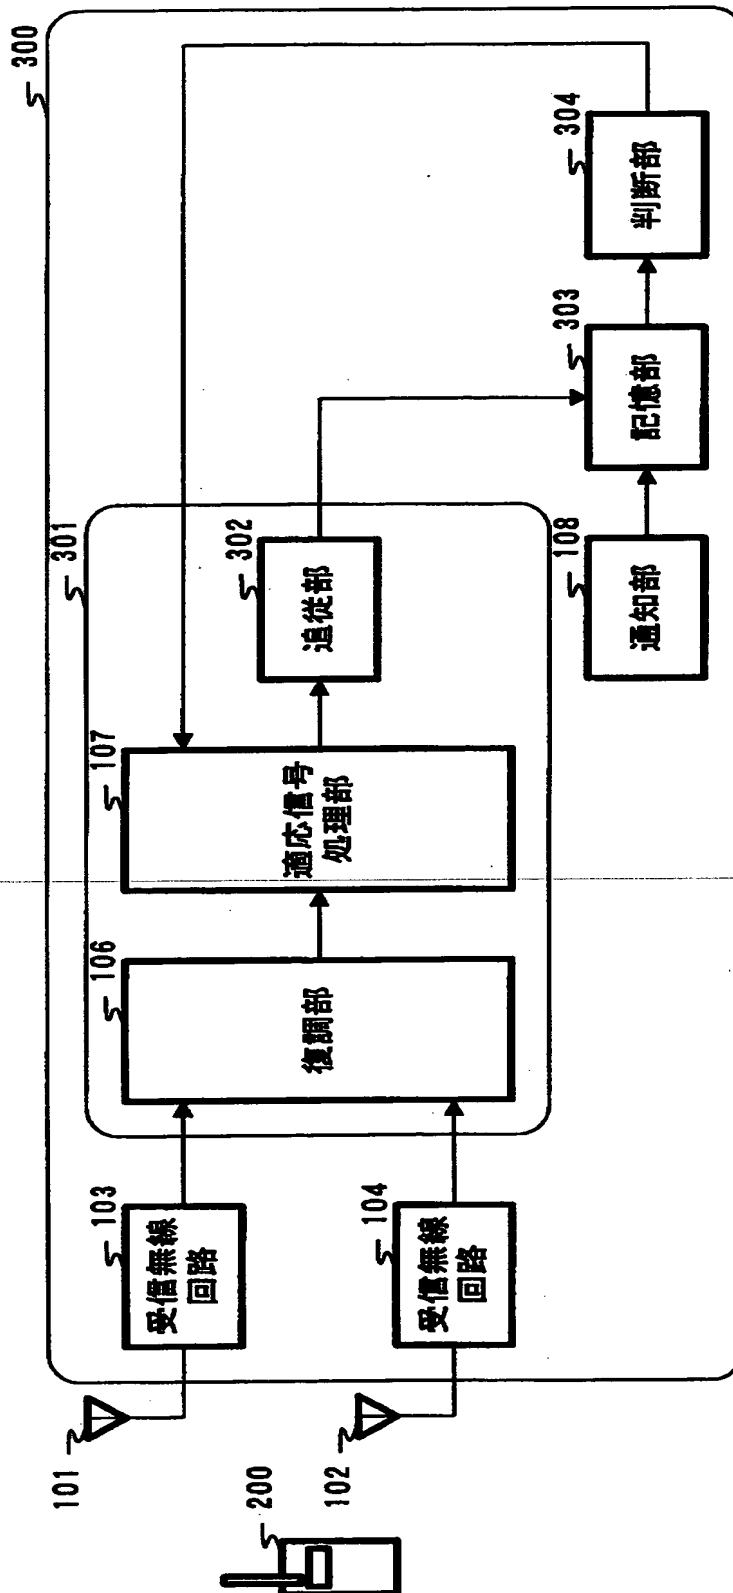 300
301
101
103
受信無線
回路
106
復調部
107
適応信号
処理部
302
追従部
200
102
104
受信無線
回路
108
通知部
303
記憶部
304
判断部